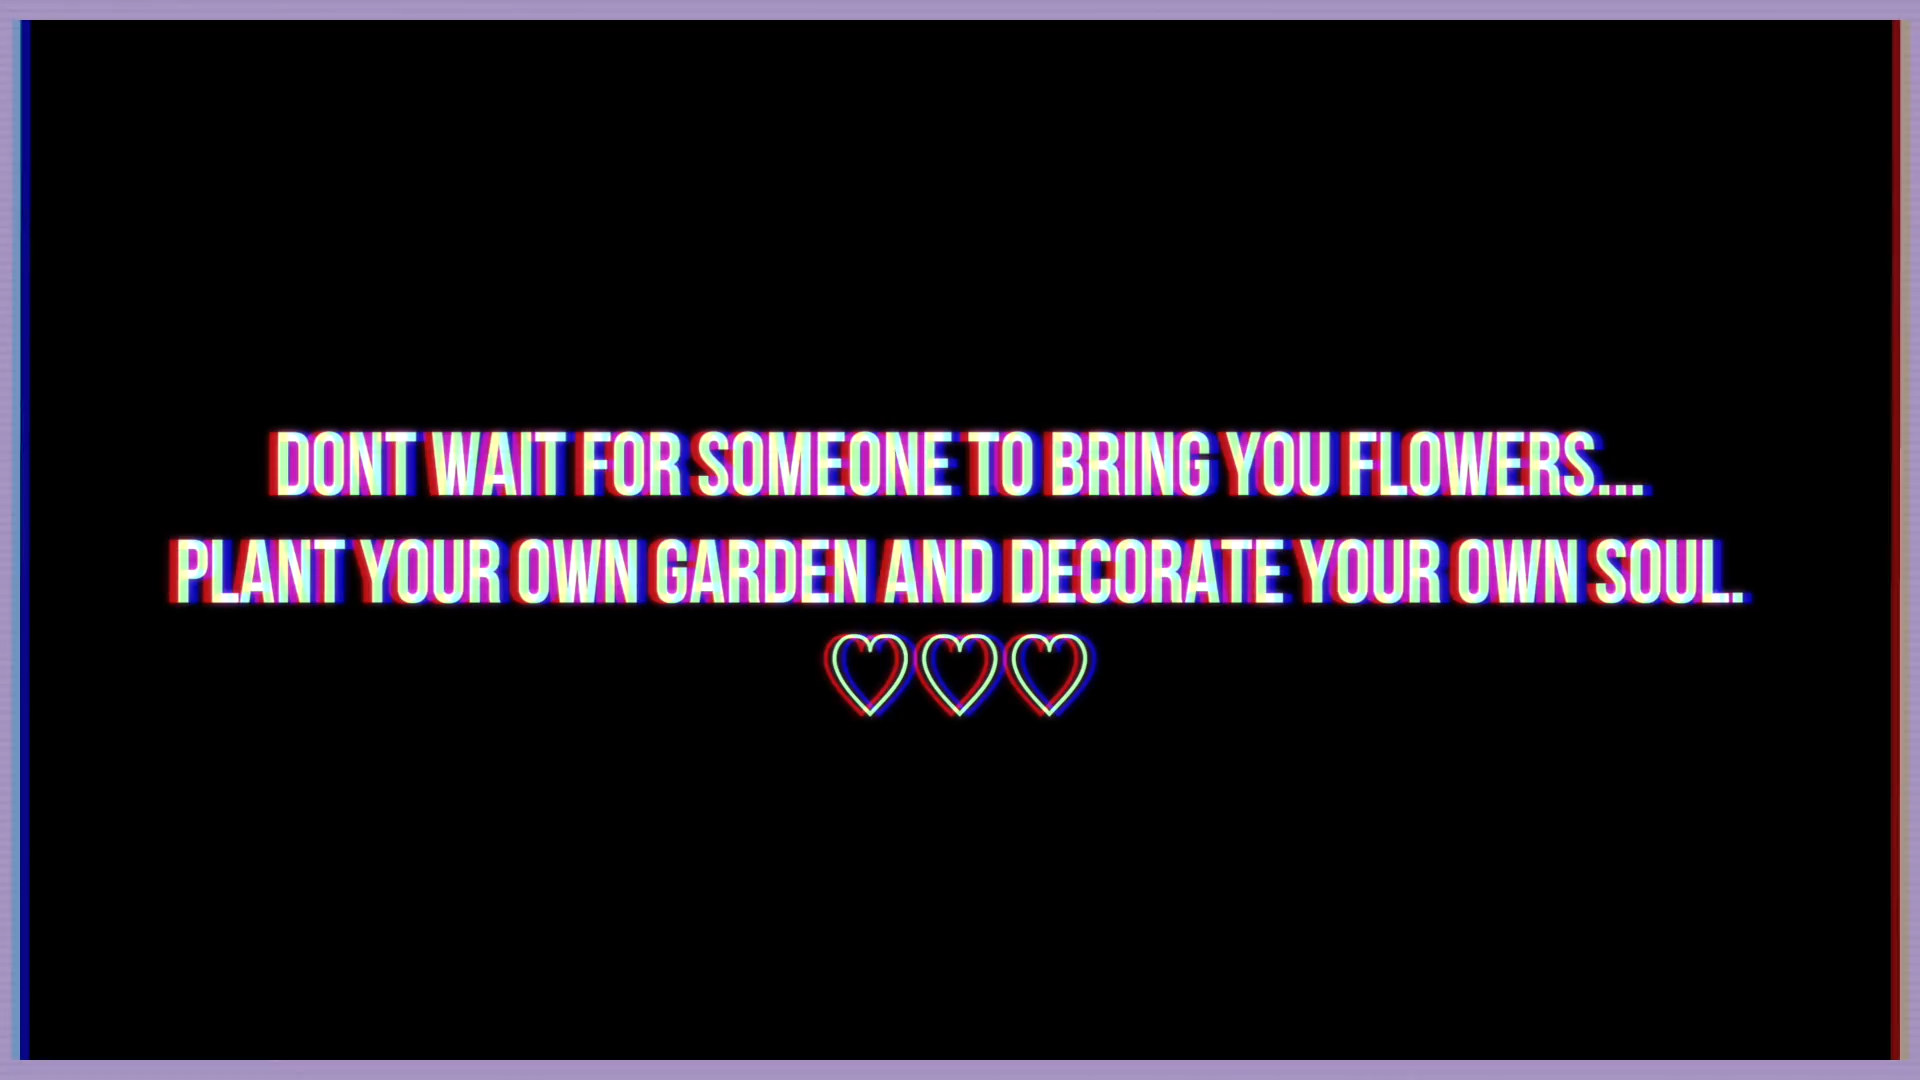 DONT WAIT FOR SOMEONE TO BRING YOU FLOWERS...
PLANT YOUR OWN GARDEN AND DECORATE YOUR OWN SOUL.
♡♡♡